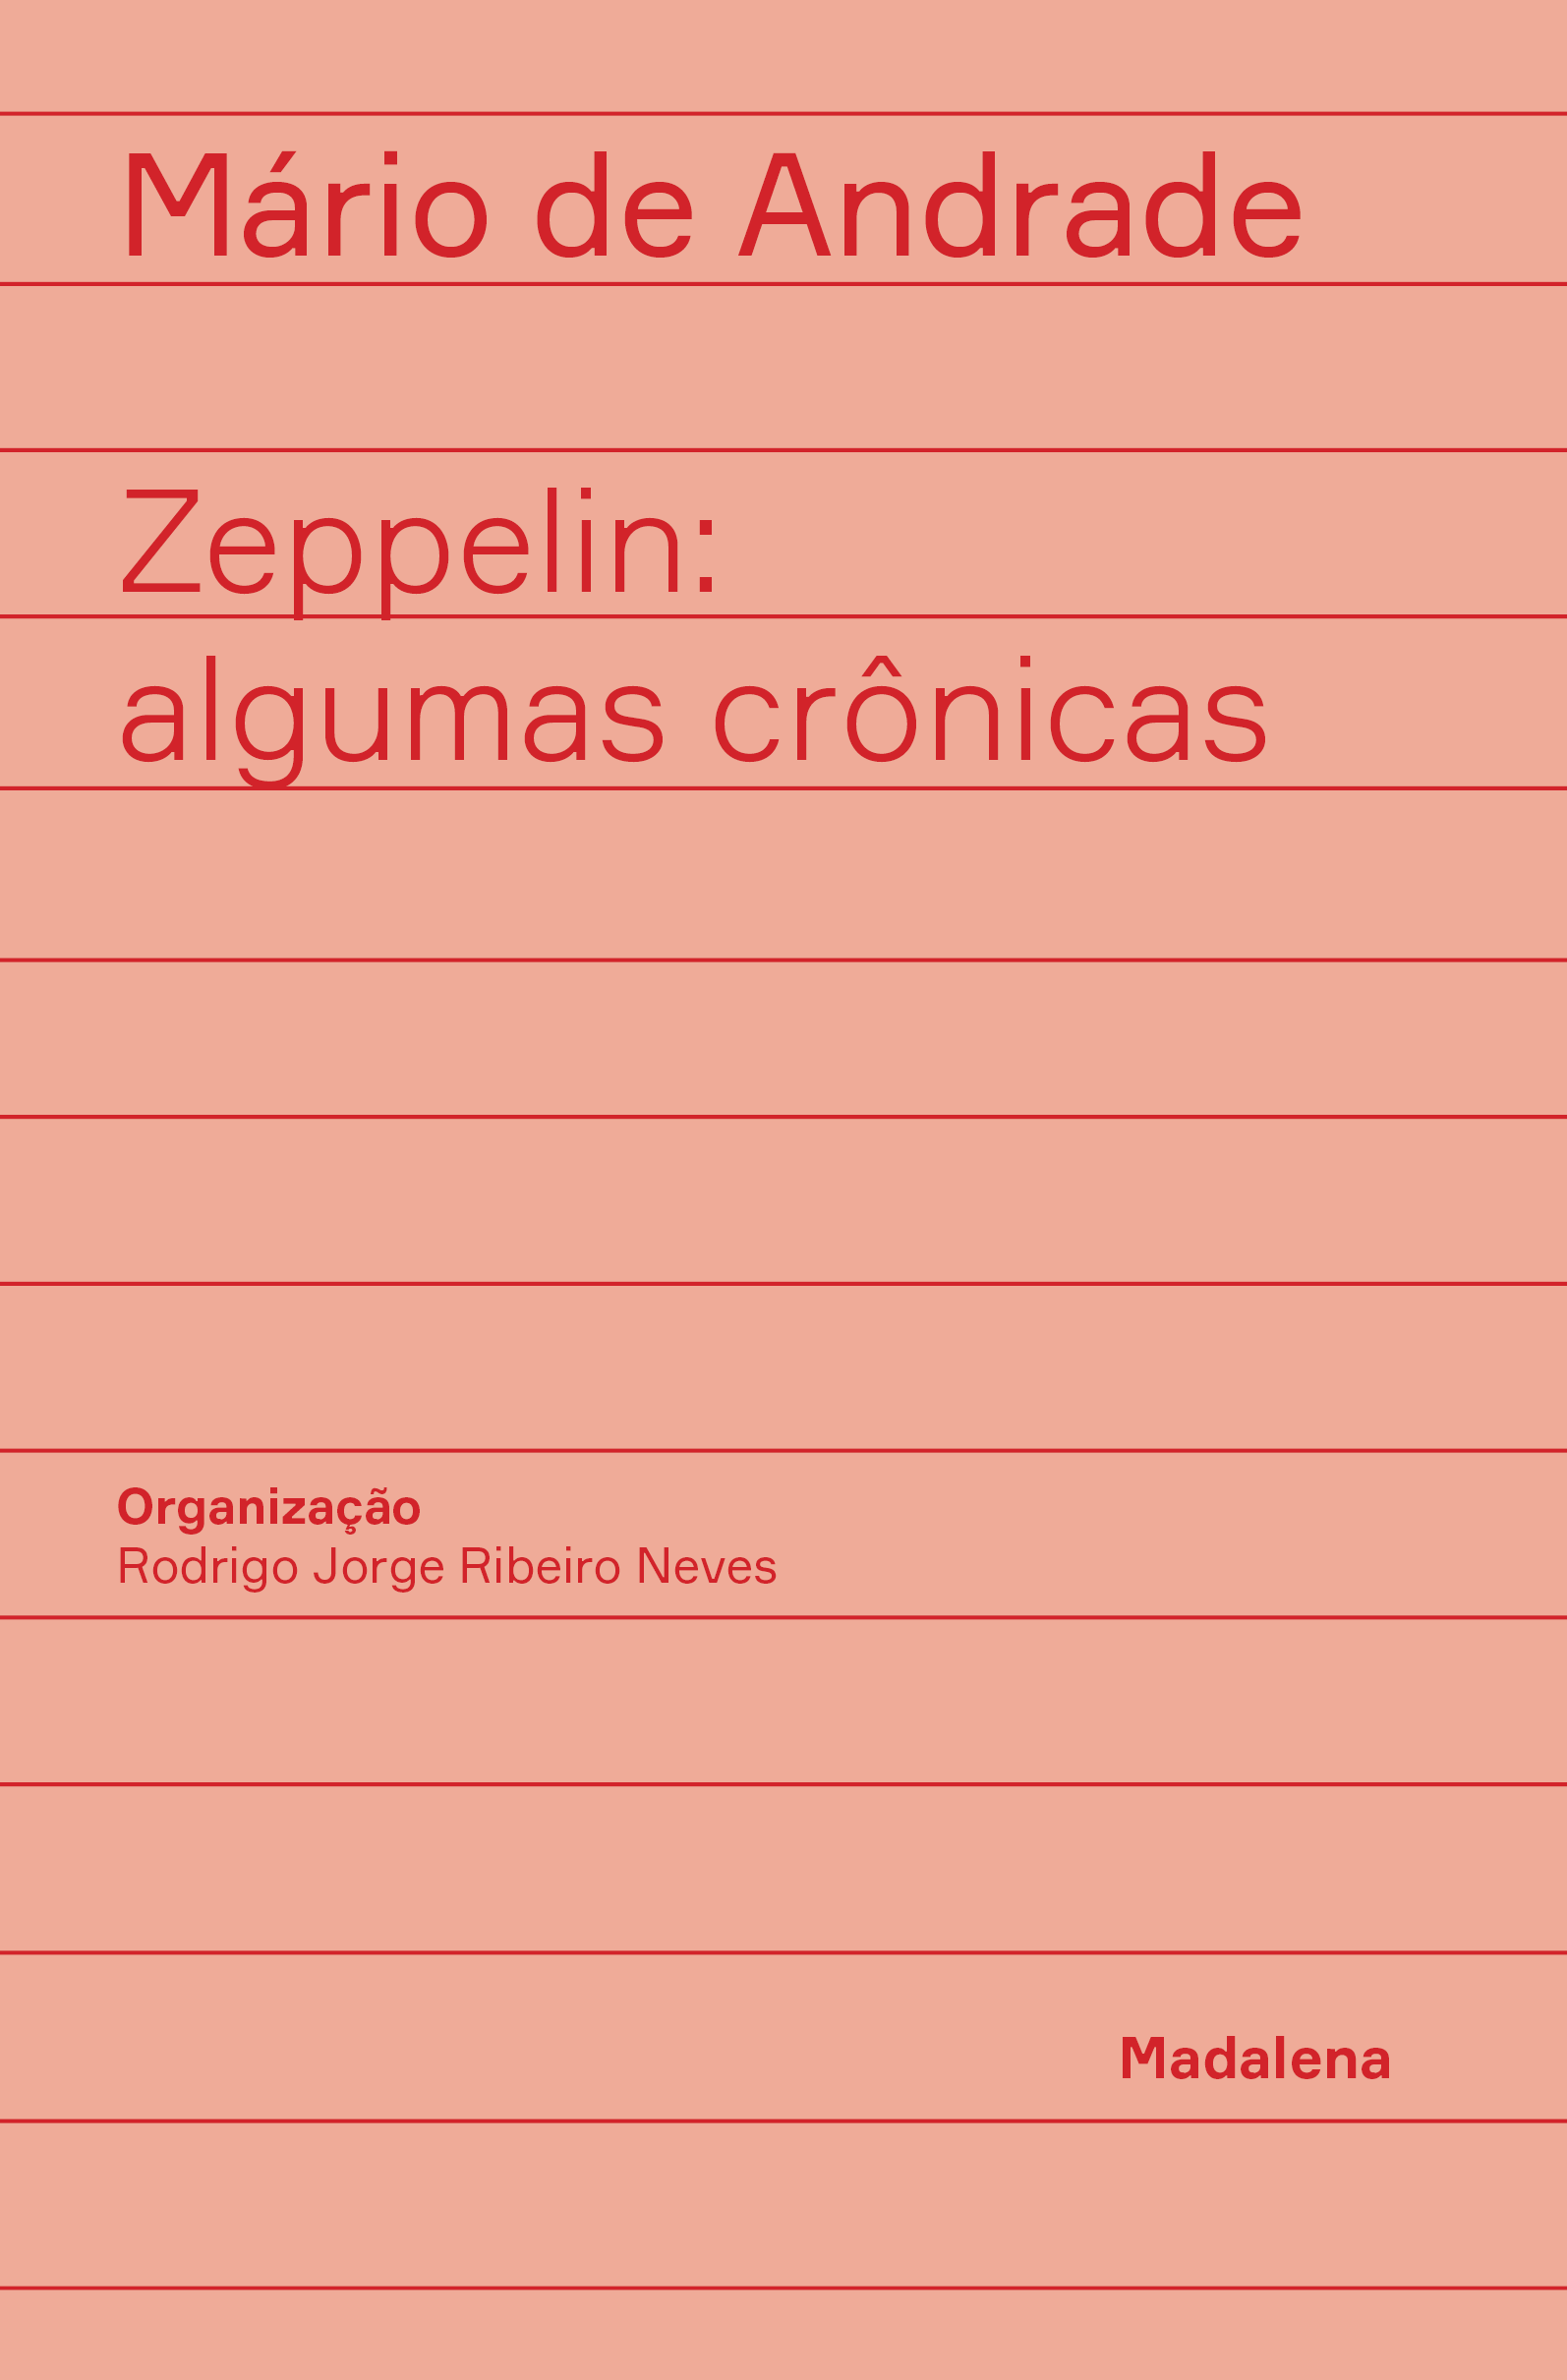 Mário de Andrade
Zeppelin:
algumas crônicas
Organização
Rodrigo Jorge Ribeiro Neves
Madalena